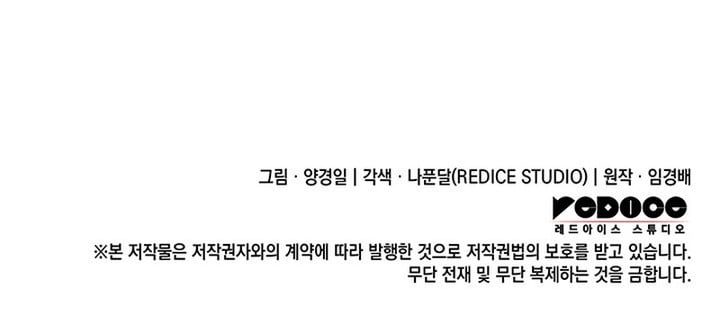 그림 · 양경일 | 각색 · 나푼달(REDICE STUDIO) | 원작 · 임경배
reDice
레드아이스 스튜디오
※본 저작물은 저작권자와의 계약에 따라 발행한 것으로 저작권법의 보호를 받고 있습니다.
무단 전재 및 무단 복제하는 것을 금합니다.